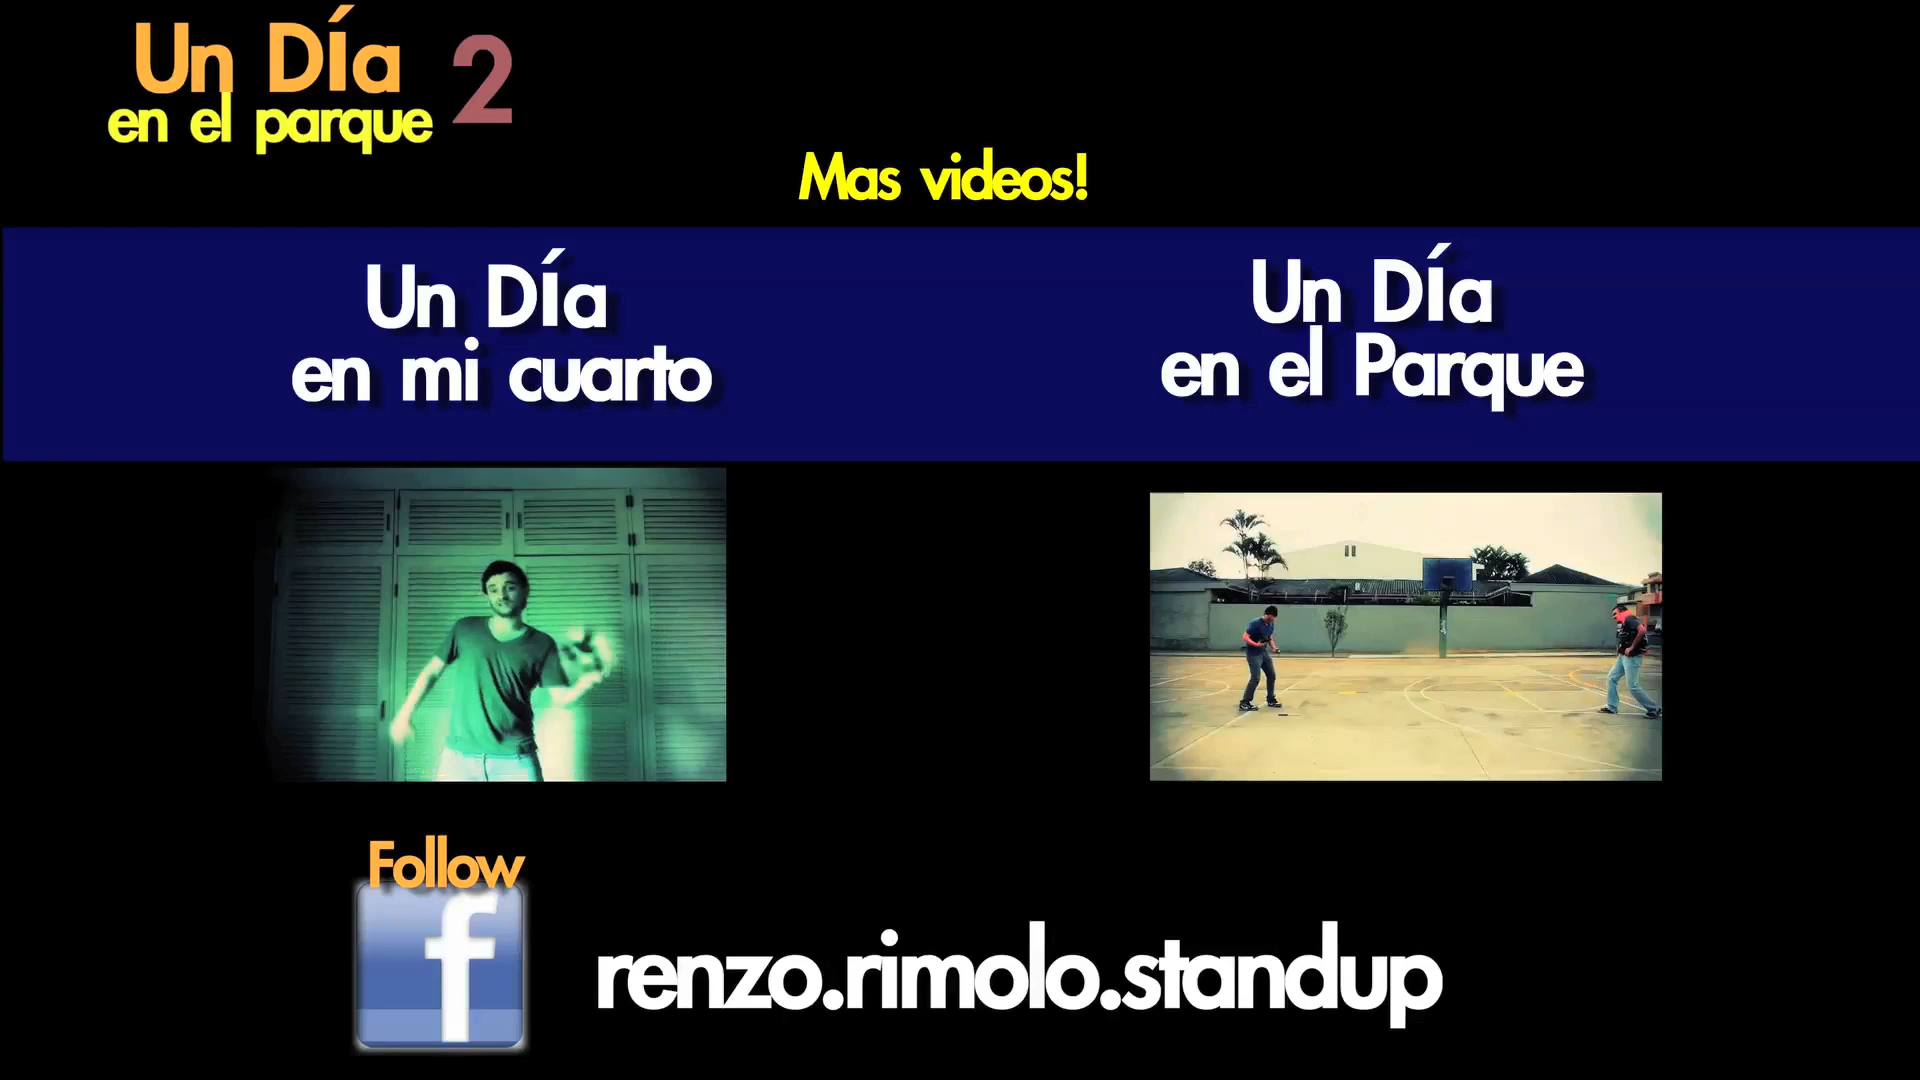 Un Día
en el parque 2
Mas videos!
Un Día
en mi cuarto
Un Día
en el Parque
Follow
f
renzo.rimolo.standup